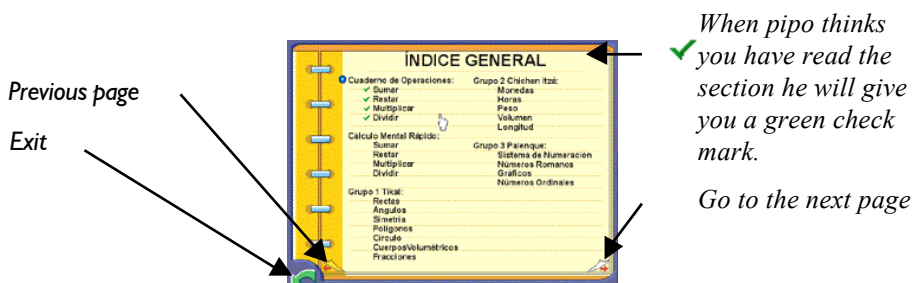 Previous page
Exit
ÍNDICE GENERAL
Cuaderno de Operaciones:
Sumar
Restar
Multiplicar
Dividir
Calculo Mental Rápido:
Sumar
Restar
Multiplicar
Dividir
Grupo 1 Tikal:
Rectas
Angulos
Simetría
Polígonos
Círculo
CuerposVolumétricos
Fracciones
Grupo 2 Chichen Itzé:
Monedas
Horas
Peso
Volumen
Longitud
Grupo 3 Palenque:
Sistema de Numeración
Números Romanos
Gráficos
Números Ordinales
When pipo thinks
you have read the
section he will give
you a green check
mark.
Go to the next page